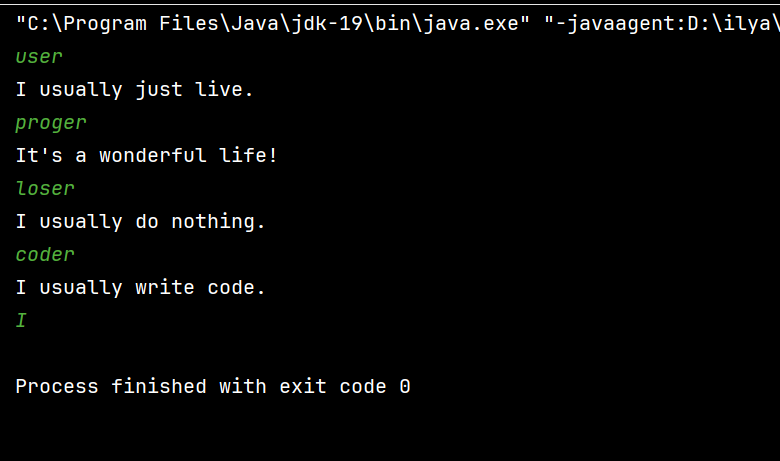 "C:\Program Files\Java\jdk-19\bin\java.exe" "-javaagent:D:\ilya\
user
I usually just live.
proger
It's a wonderful life!
loser
I usually do nothing.
coder
I usually write code.
I
Process finished with exit code 0